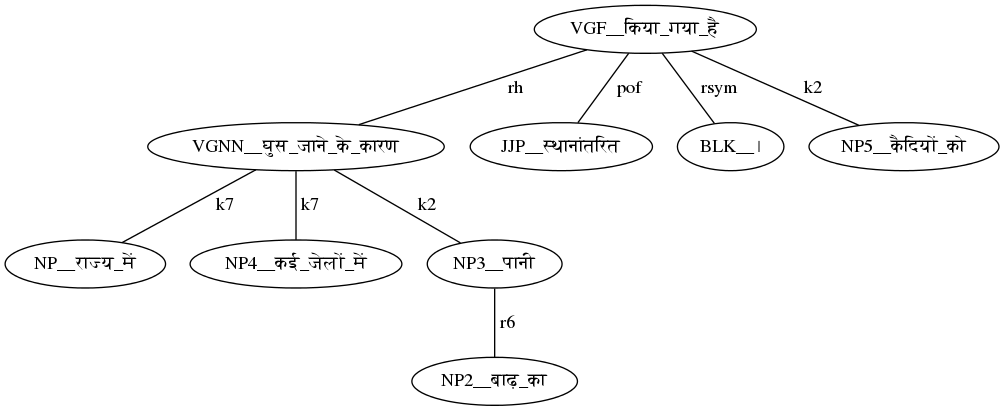 VGF__किया_गया_है
rh
pof
rsym
k2
VGNN__घुस_जाने_के_कारण
JJP__स्थानांतरित
BLK__।
NP5__कैदियों_को
k7
k7
k2
NP__राज्य_में
NP4__कई_जेलों_में
NP3__पानी
r6
NP2__बाढ़_का